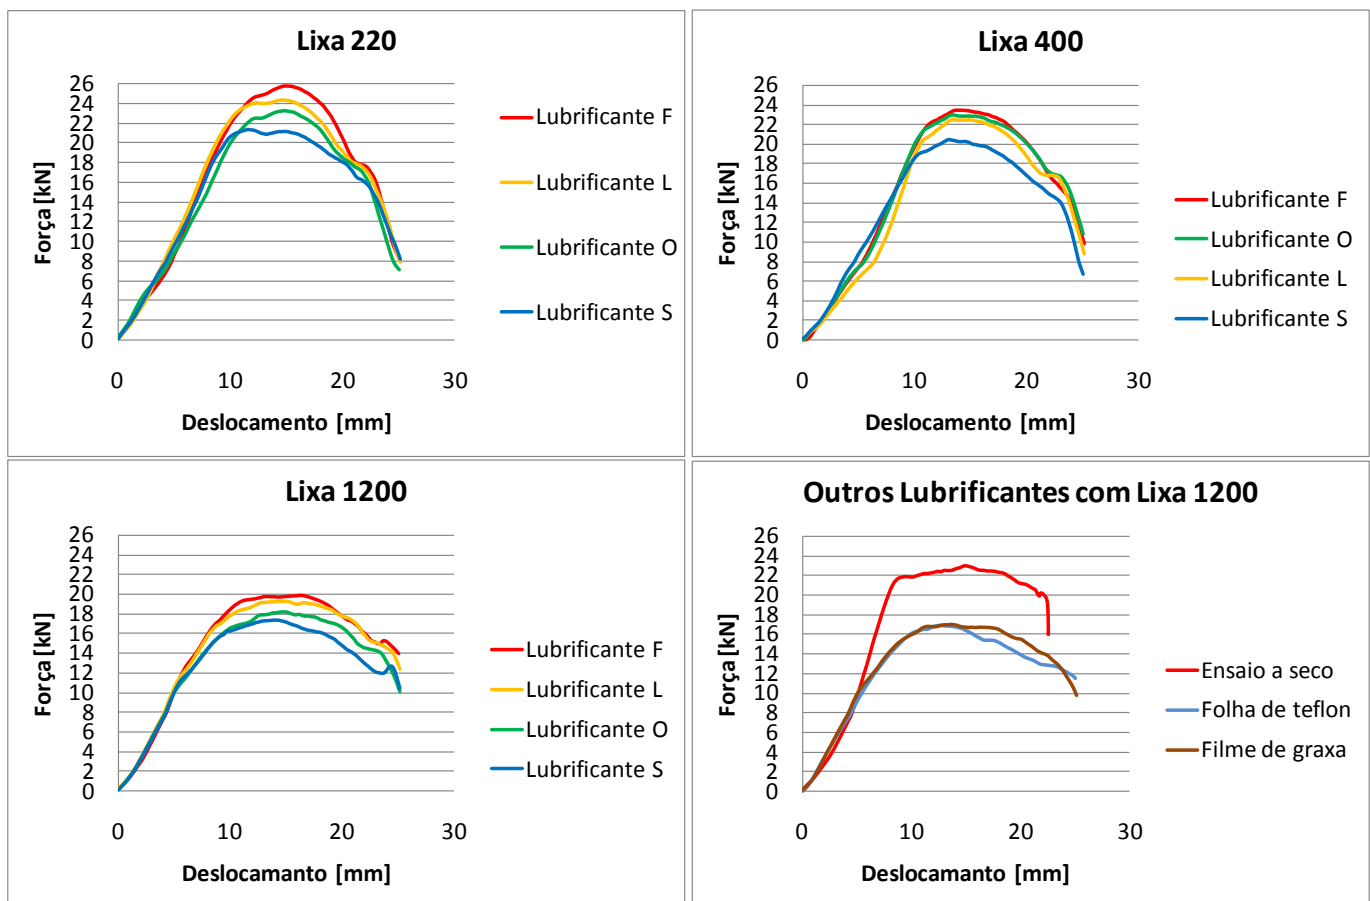 Lixa 220
26
24
22
20
18
16
14
12
10
8
6
4
2
0
Força [kN]
0 10 20 30
Deslocamento [mm]
Lubrificante F
Lubrificante L
Lubrificante O
Lubrificante S
Lixa 400
26
24
22
20
18
16
14
12
10
8
6
4
2
0
Força [kN]
0 10 20 30
Deslocamento [mm]
Lubrificante F
Lubrificante O
Lubrificante L
Lubrificante S
Lixa 1200
26
24
22
20
18
16
14
12
10
8
6
4
2
0
Força [kN]
0 10 20 30
Deslocamanto [mm]
Lubrificante F
Lubrificante L
Lubrificante O
Lubrificante S
Outros Lubrificantes com Lixa 1200
26
24
22
20
18
16
14
12
10
8
6
4
2
0
Força [kN]
0 10 20 30
Deslocamanto [mm]
Ensaio a seco
Folha de teflon
Filme de graxa